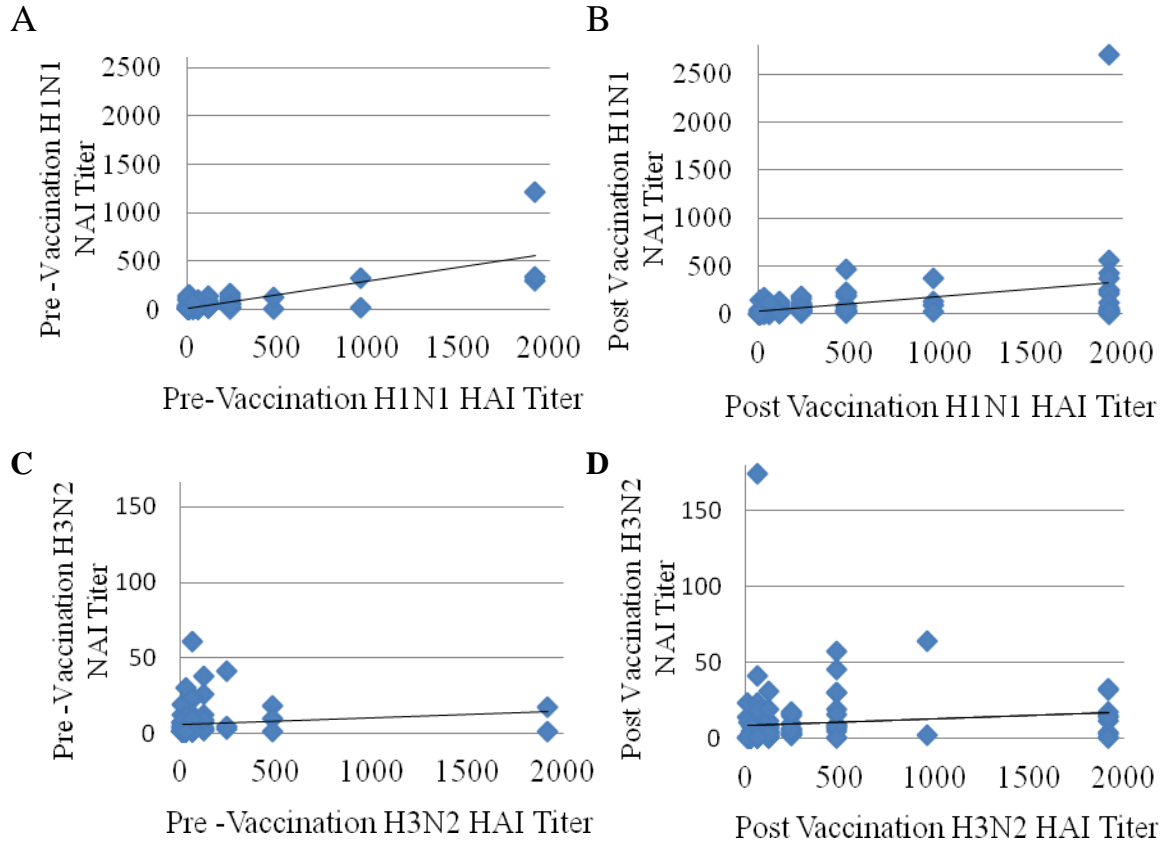 A
Pre -Vaccination H1N1
NAI Titer
2500
2000
1500
1000
500
0
0 500 1000 1500 2000
Pre-Vaccination H1N1 HAI Titer
B
Post Vaccination H1N1
NAI Titer
2500
2000
1500
1000
500
0
0 500 1000 1500 2000
Post Vaccination H1N1 HAI Titer
C
Pre -Vaccination H3N2
NAI Titer
150
100
50
0
0 500 1000 1500 2000
Pre -Vaccination H3N2 HAI Titer
D
Post Vaccination H3N2
NAI Titer
150
100
50
0
0 500 1000 1500 2000
Post Vaccination H3N2 HAI Titer